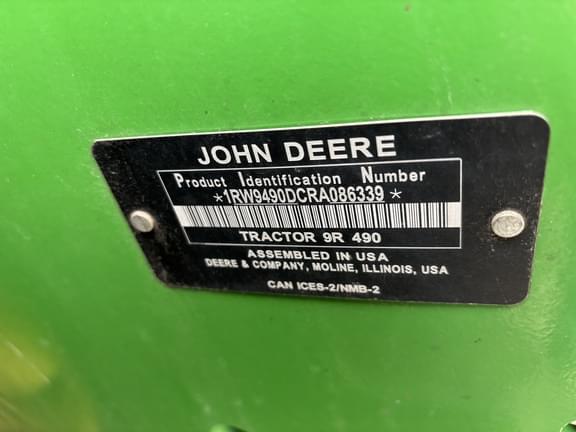 JOHN DEERE
Product Identification Number
*1RW9490DCRA086339*
TRACTOR 9R 490
ASSEMBLED IN USA
DEERE & COMPANY, MOLINE, ILLINOIS, USA
CAN ICES-2/NMB-2